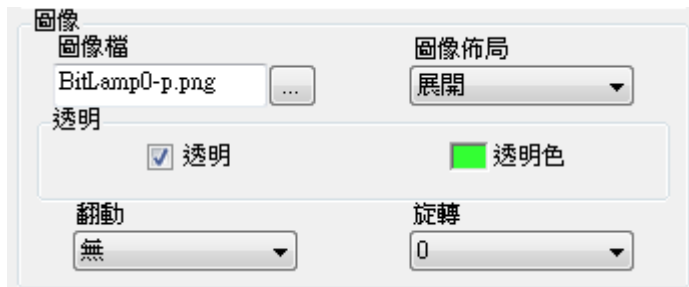 圖像
圖像檔 圖像佈局
BitLamp0-p.png ... 展開
透明
透明 透明色
翻動 旋轉
無 0